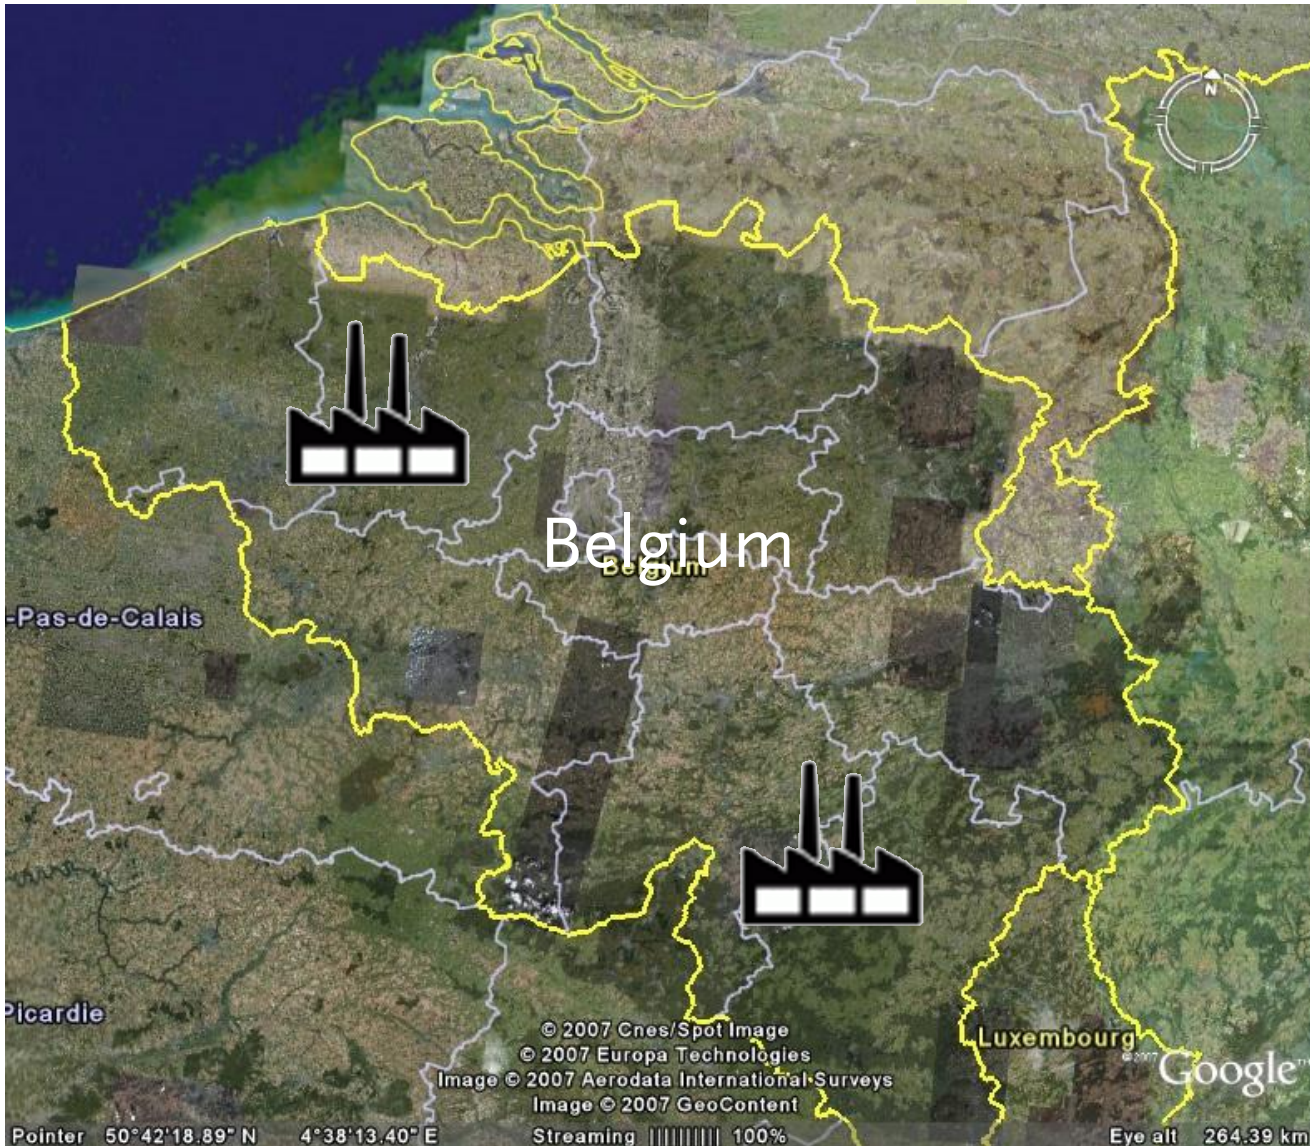 N
Belgium
Belgium
-Pas-de-Calais
Picardie
© 2007 Cnes/Spot Image
© 2007 Europa Technologies
Image © 2007 Aerodata International Surveys
Image © 2007 GeoContent
Luxembourg
© 2007 Google™
Pointer 50°42'18.89" N 4°38'13.40" E Streaming |||||||||| 100% Eye alt 264.39 km